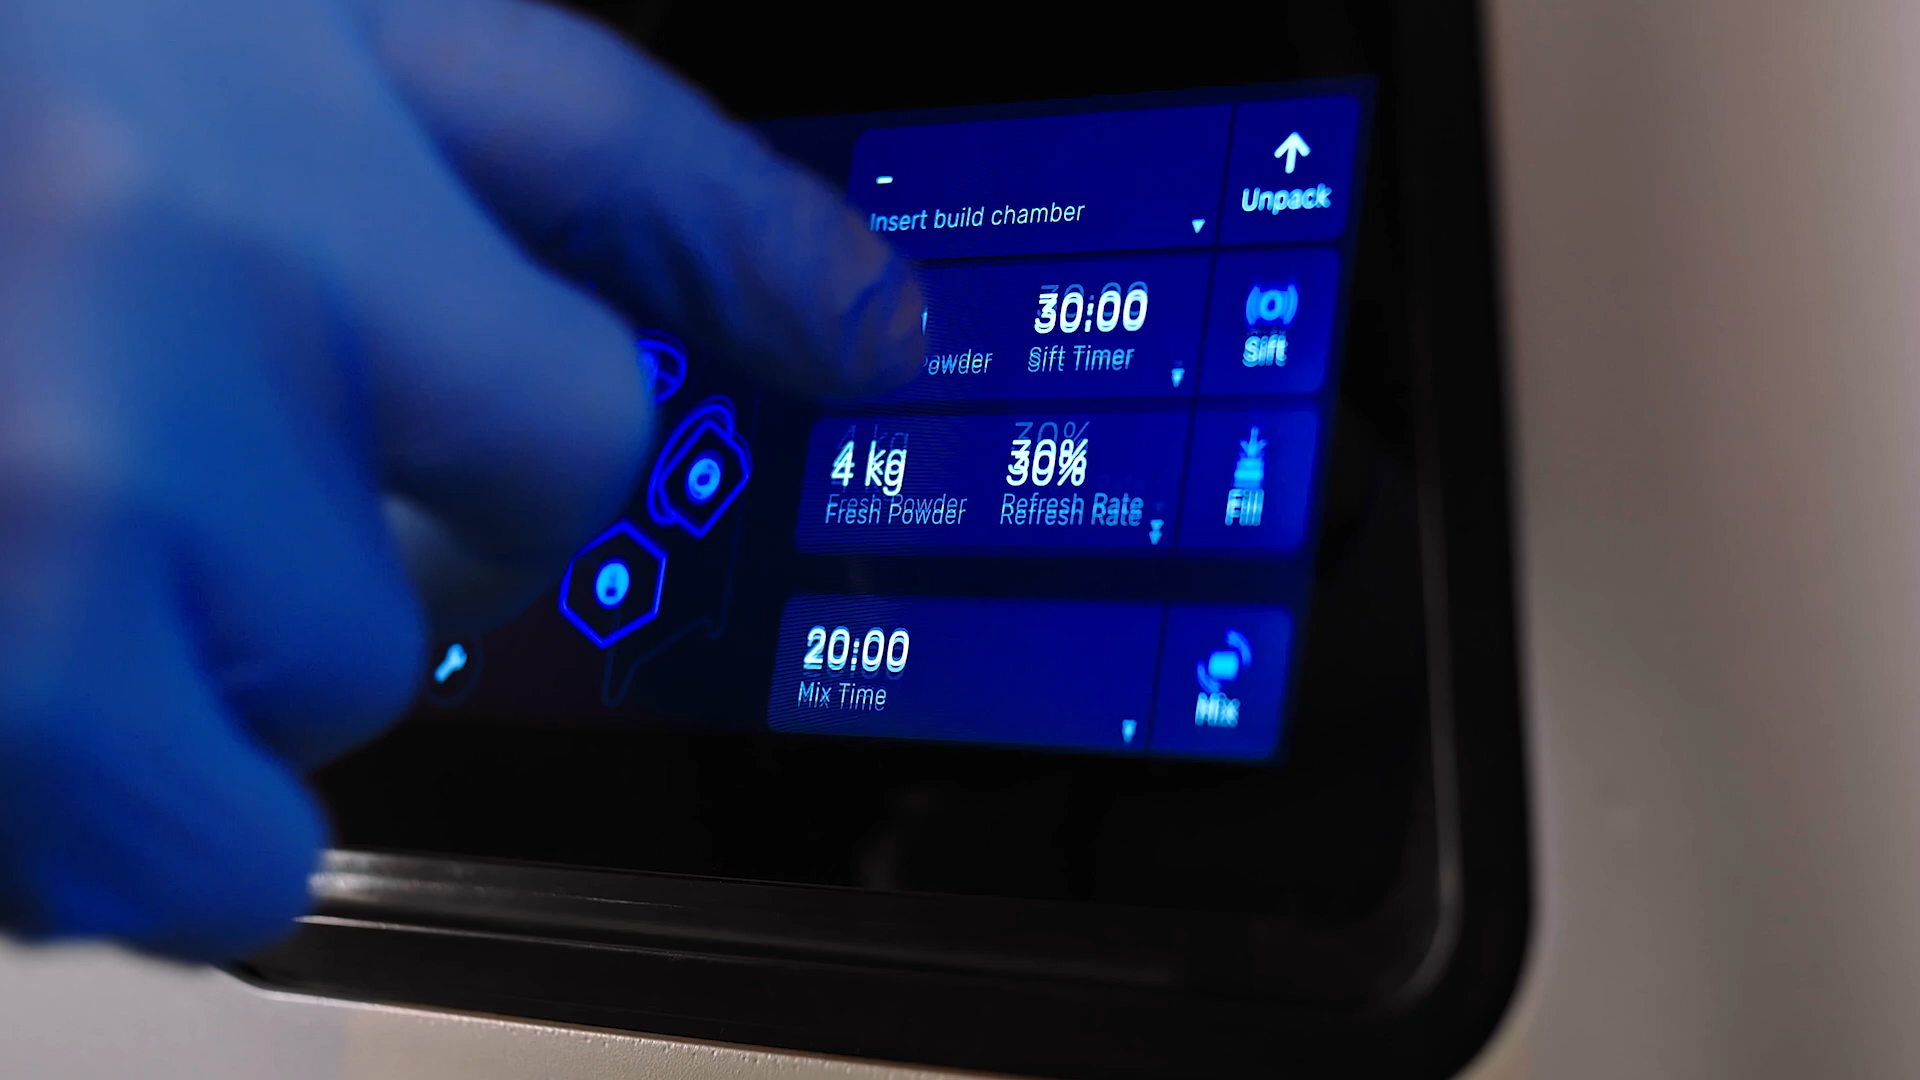 -
Insert build chamber
Unpack
30:00
Powder
Sift Timer
Sift
4 kg
30%
Fresh Powder
Refresh Rate
Fill
20:00
Mix Time
Mix